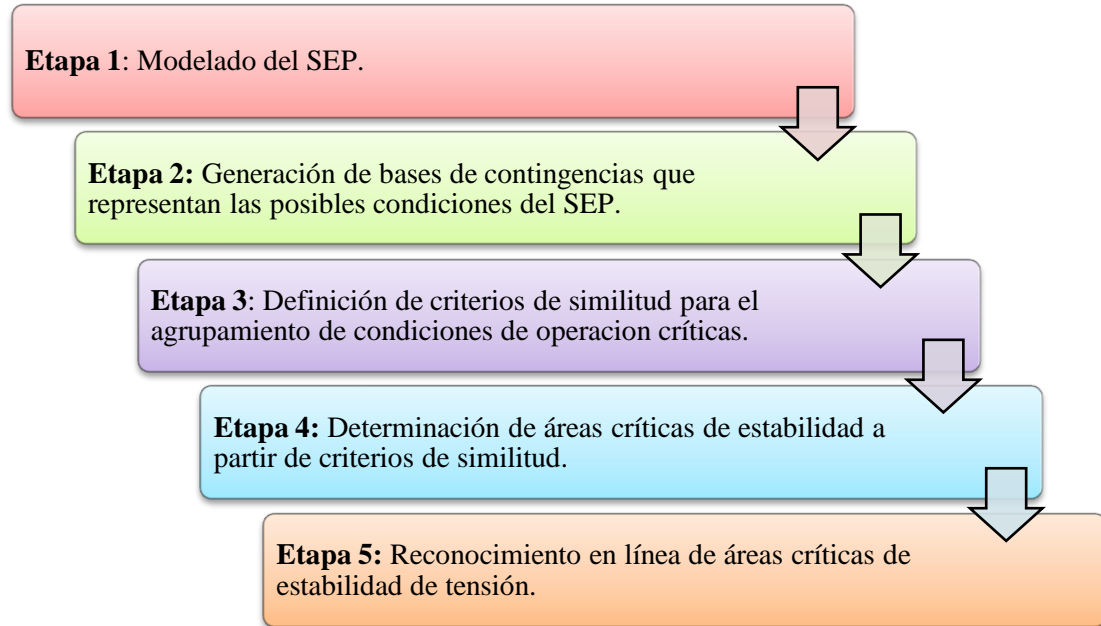 Etapa 1: Modelado del SEP.
Etapa 2: Generación de bases de contingencias que
representan las posibles condiciones del SEP.
Etapa 3: Definición de criterios de similitud para el
agrupamiento de condiciones de operacion críticas.
Etapa 4: Determinación de áreas críticas de estabilidad a
partir de criterios de similitud.
Etapa 5: Reconocimiento en línea de áreas críticas de
estabilidad de tensión.